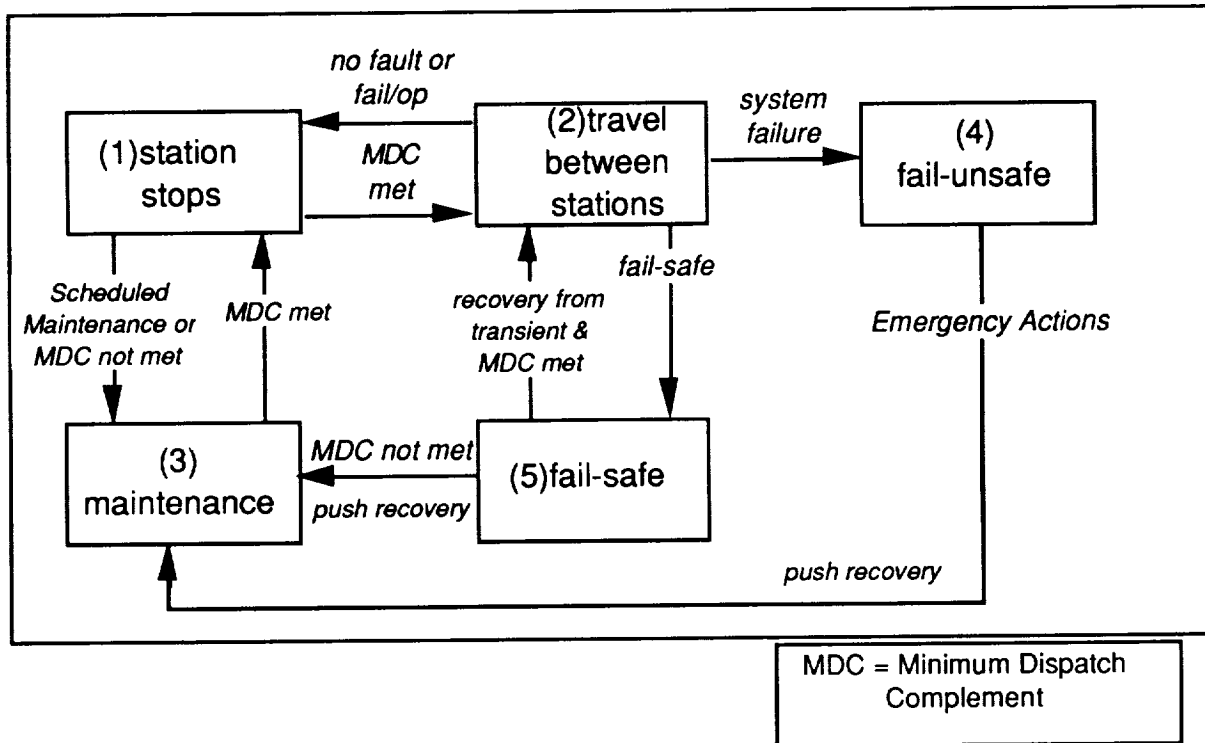 no fault or
fail/op
(1)station
stops
MDC
met
(2)travel
between
stations
system
failure
(4)
fail-unsafe
Scheduled
Maintenance or
MDC not met
MDC met
recovery from
transient &
MDC met
fail-safe
Emergency Actions
(3)
maintenance
MDC not met
push recovery
(5)fail-safe
push recovery
MDC = Minimum Dispatch
Complement